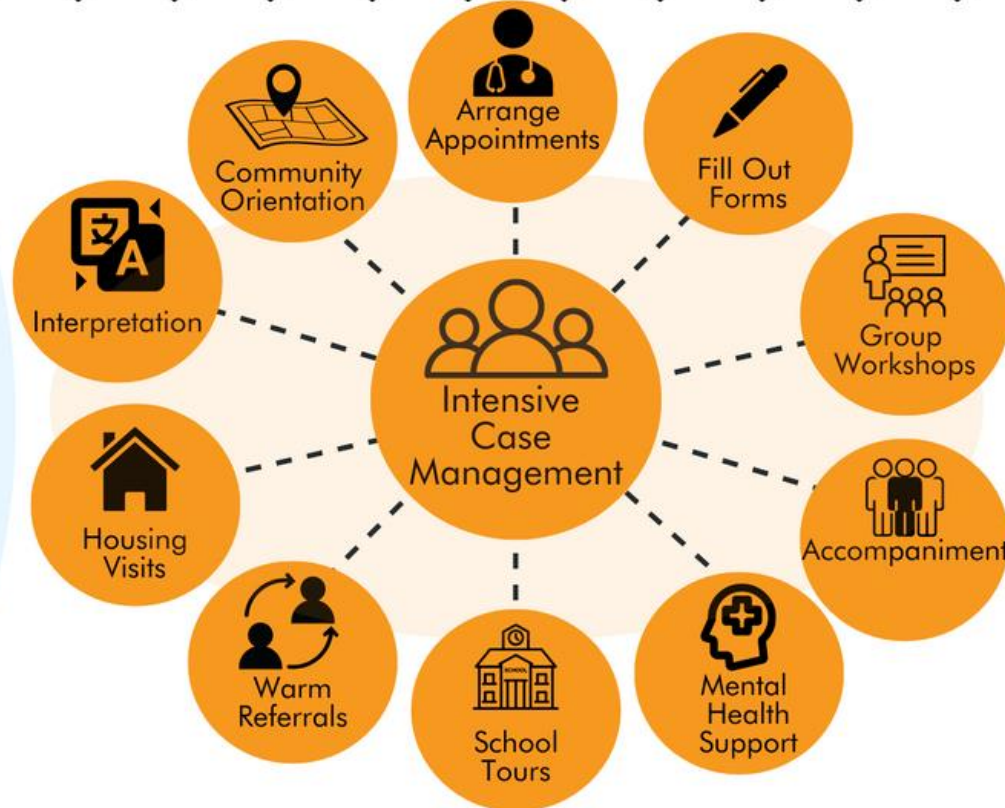 Arrange
Appointments
Community
Orientation
Fill Out
Forms
文
A
Interpretation
Group
Workshops
Intensive
Case
Management
Housing
Visits
Accompaniment
Warm
Referrals
SCHOOL
School
Tours
Mental
Health
Support